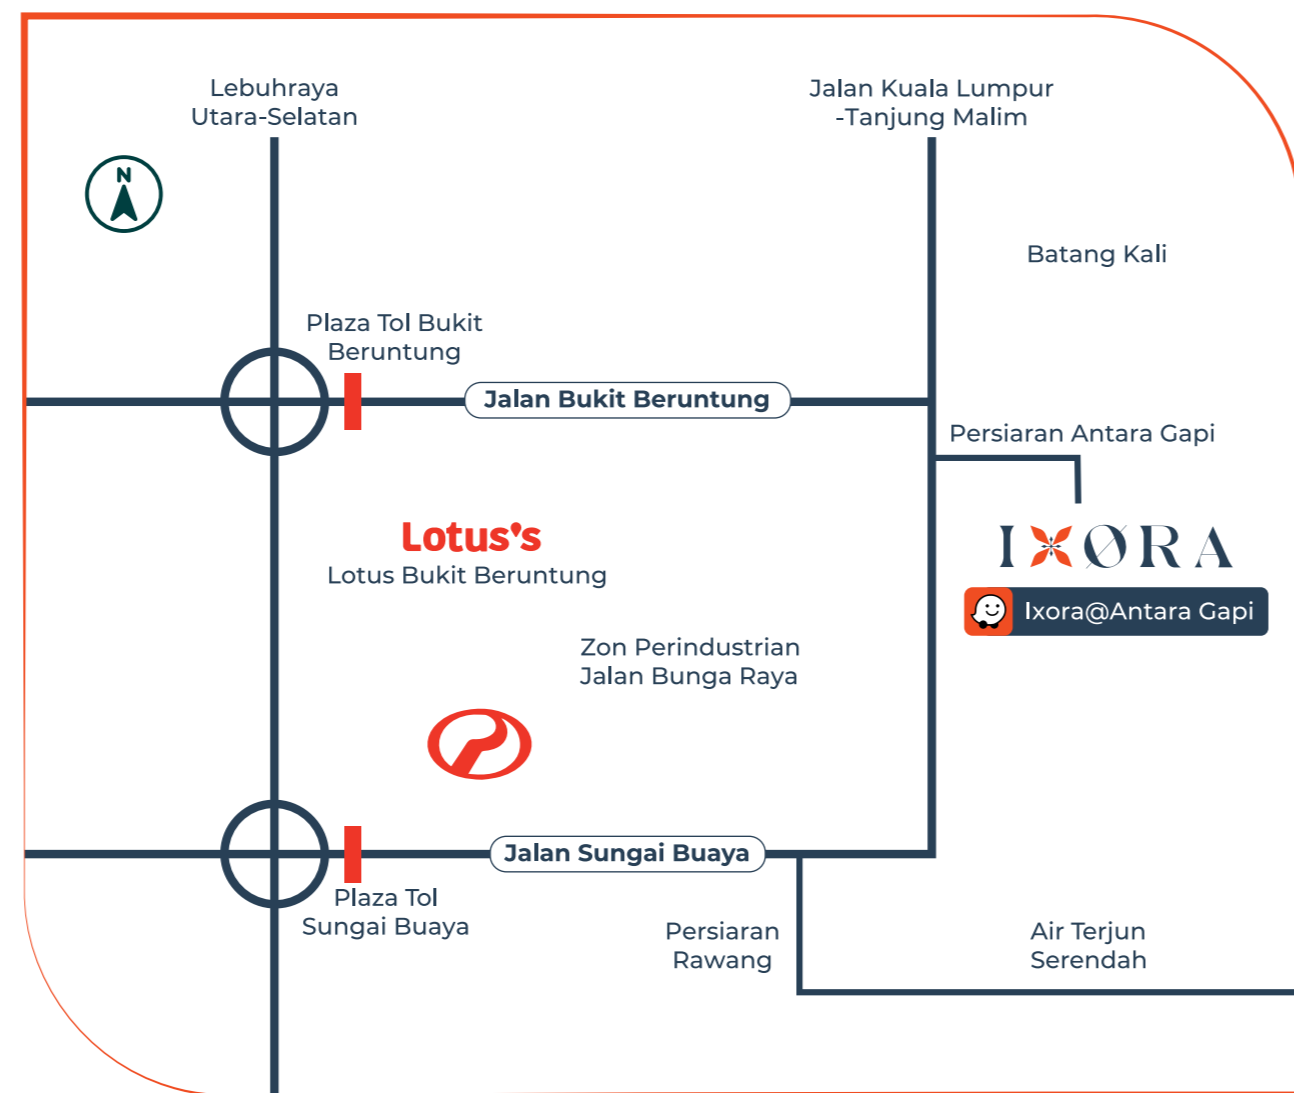 Lebuhraya
Utara-Selatan
Jalan Kuala Lumpur
-Tanjung Malim
N
Batang Kali
Plaza Tol Bukit
Beruntung
Jalan Bukit Beruntung
Persiaran Antara Gapi
Lotus's
Lotus Bukit Beruntung
IXØRA
Ixora@Antara Gapi
Zon Perindustrian
Jalan Bunga Raya
Jalan Sungai Buaya
Plaza Tol
Sungai Buaya
Persiaran
Rawang
Air Terjun
Serendah